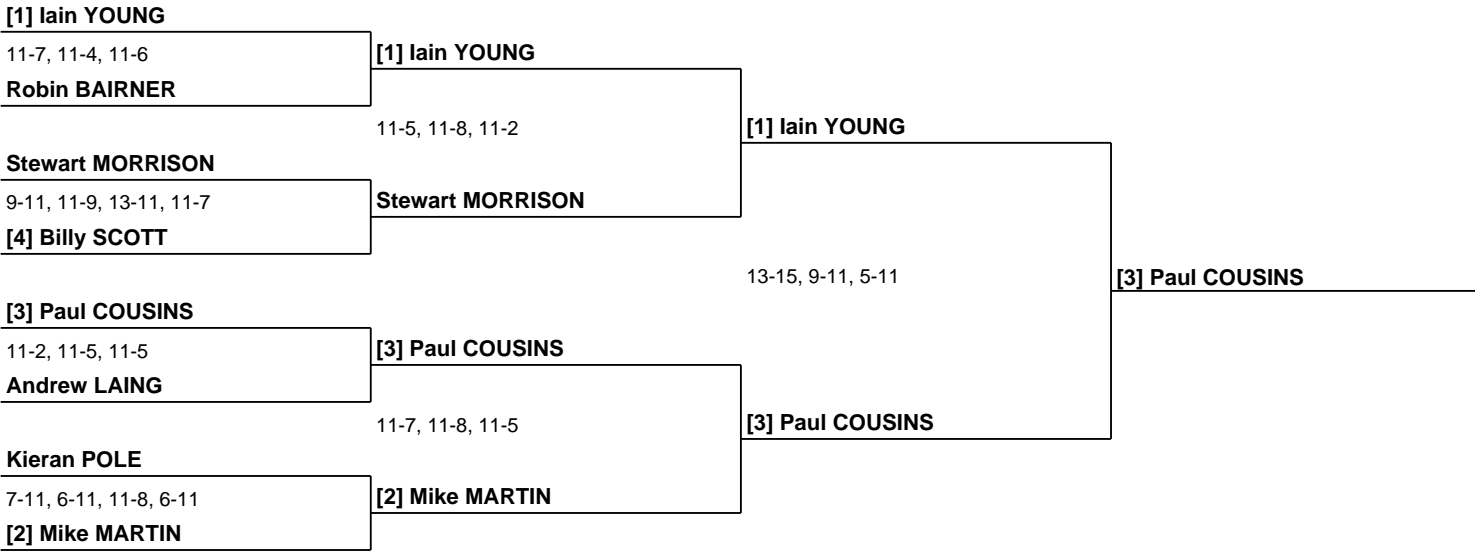 [1] Iain YOUNG
11-7, 11-4, 11-6
[1] Iain YOUNG
Robin BAIRNER
11-5, 11-8, 11-2
[1] Iain YOUNG
Stewart MORRISON
9-11, 11-9, 13-11, 11-7
Stewart MORRISON
[4] Billy SCOTT
13-15, 9-11, 5-11
[3] Paul COUSINS
[3] Paul COUSINS
11-2, 11-5, 11-5
[3] Paul COUSINS
Andrew LAING
11-7, 11-8, 11-5
[3] Paul COUSINS
Kieran POLE
7-11, 6-11, 11-8, 6-11
[2] Mike MARTIN
[2] Mike MARTIN